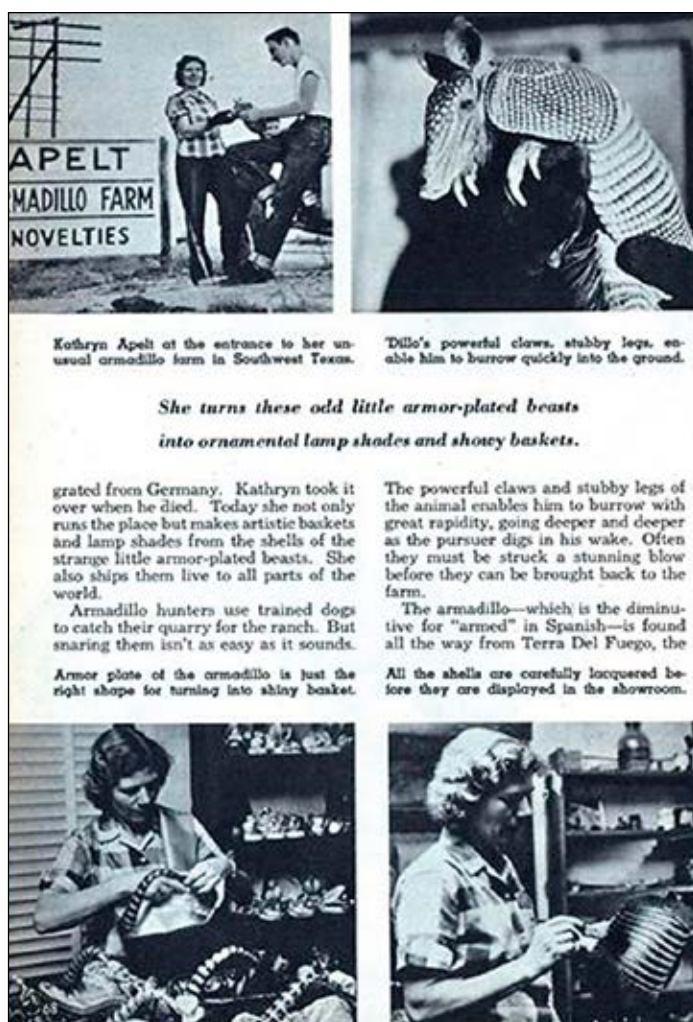 APELT
MADILLO FARM
NOVELTIES
Kathryn Apelt at the entrance to her un-
usual armadillo farm in Southwest Texas.
'Dillo's powerful claws, stubby legs, en-
able him to burrow quickly into the ground.
She turns these odd little armor-plated beasts
into ornamental lamp shades and showy baskets.
grated from Germany. Kathryn took it
over when he died. Today she not only
runs the place but makes artistic baskets
and lamp shades from the shells of the
strange little armor-plated beasts. She
also ships them live to all parts of the
world.
Armadillo hunters use trained dogs
to catch their quarry for the ranch. But
snaring them isn't as easy as it sounds.
The powerful claws and stubby legs of
the animal enables him to burrow with
great rapidity, going deeper and deeper
as the pursuer digs in his wake. Often
they must be struck a stunning blow
before they can be brought back to the
farm.
The armadillo—which is the diminu-
tive for "armed" in Spanish—is found
all the way from Terra Del Fuego, the
Armor plate of the armadillo is just the
right shape for turning into shiny basket.
All the shells are carefully lacquered be-
fore they are displayed in the showroom.